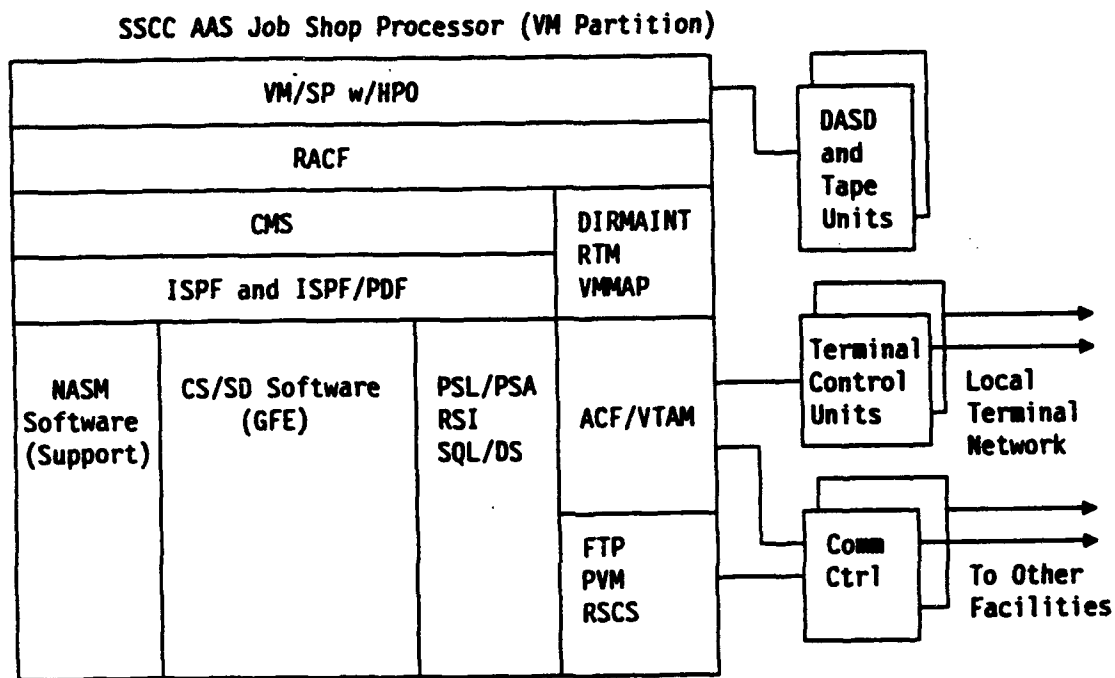 SSCC AAS Job Shop Processor (VM Partition)
VM/SP w/HPO
RACF
CMS
ISPF and ISPF/PDF
DIRMAINT
RTM
VMMAP
NASM
Software
(Support)
CS/SD Software
(GFE)
PSL/PSA
RSI
SQL/DS
ACF/VTAM
FTP
PVM
RSCS
DASD
and
Tape
Units
Terminal
Control
Units
Local
Terminal
Network
Comm
Ctrl
To Other
Facilities